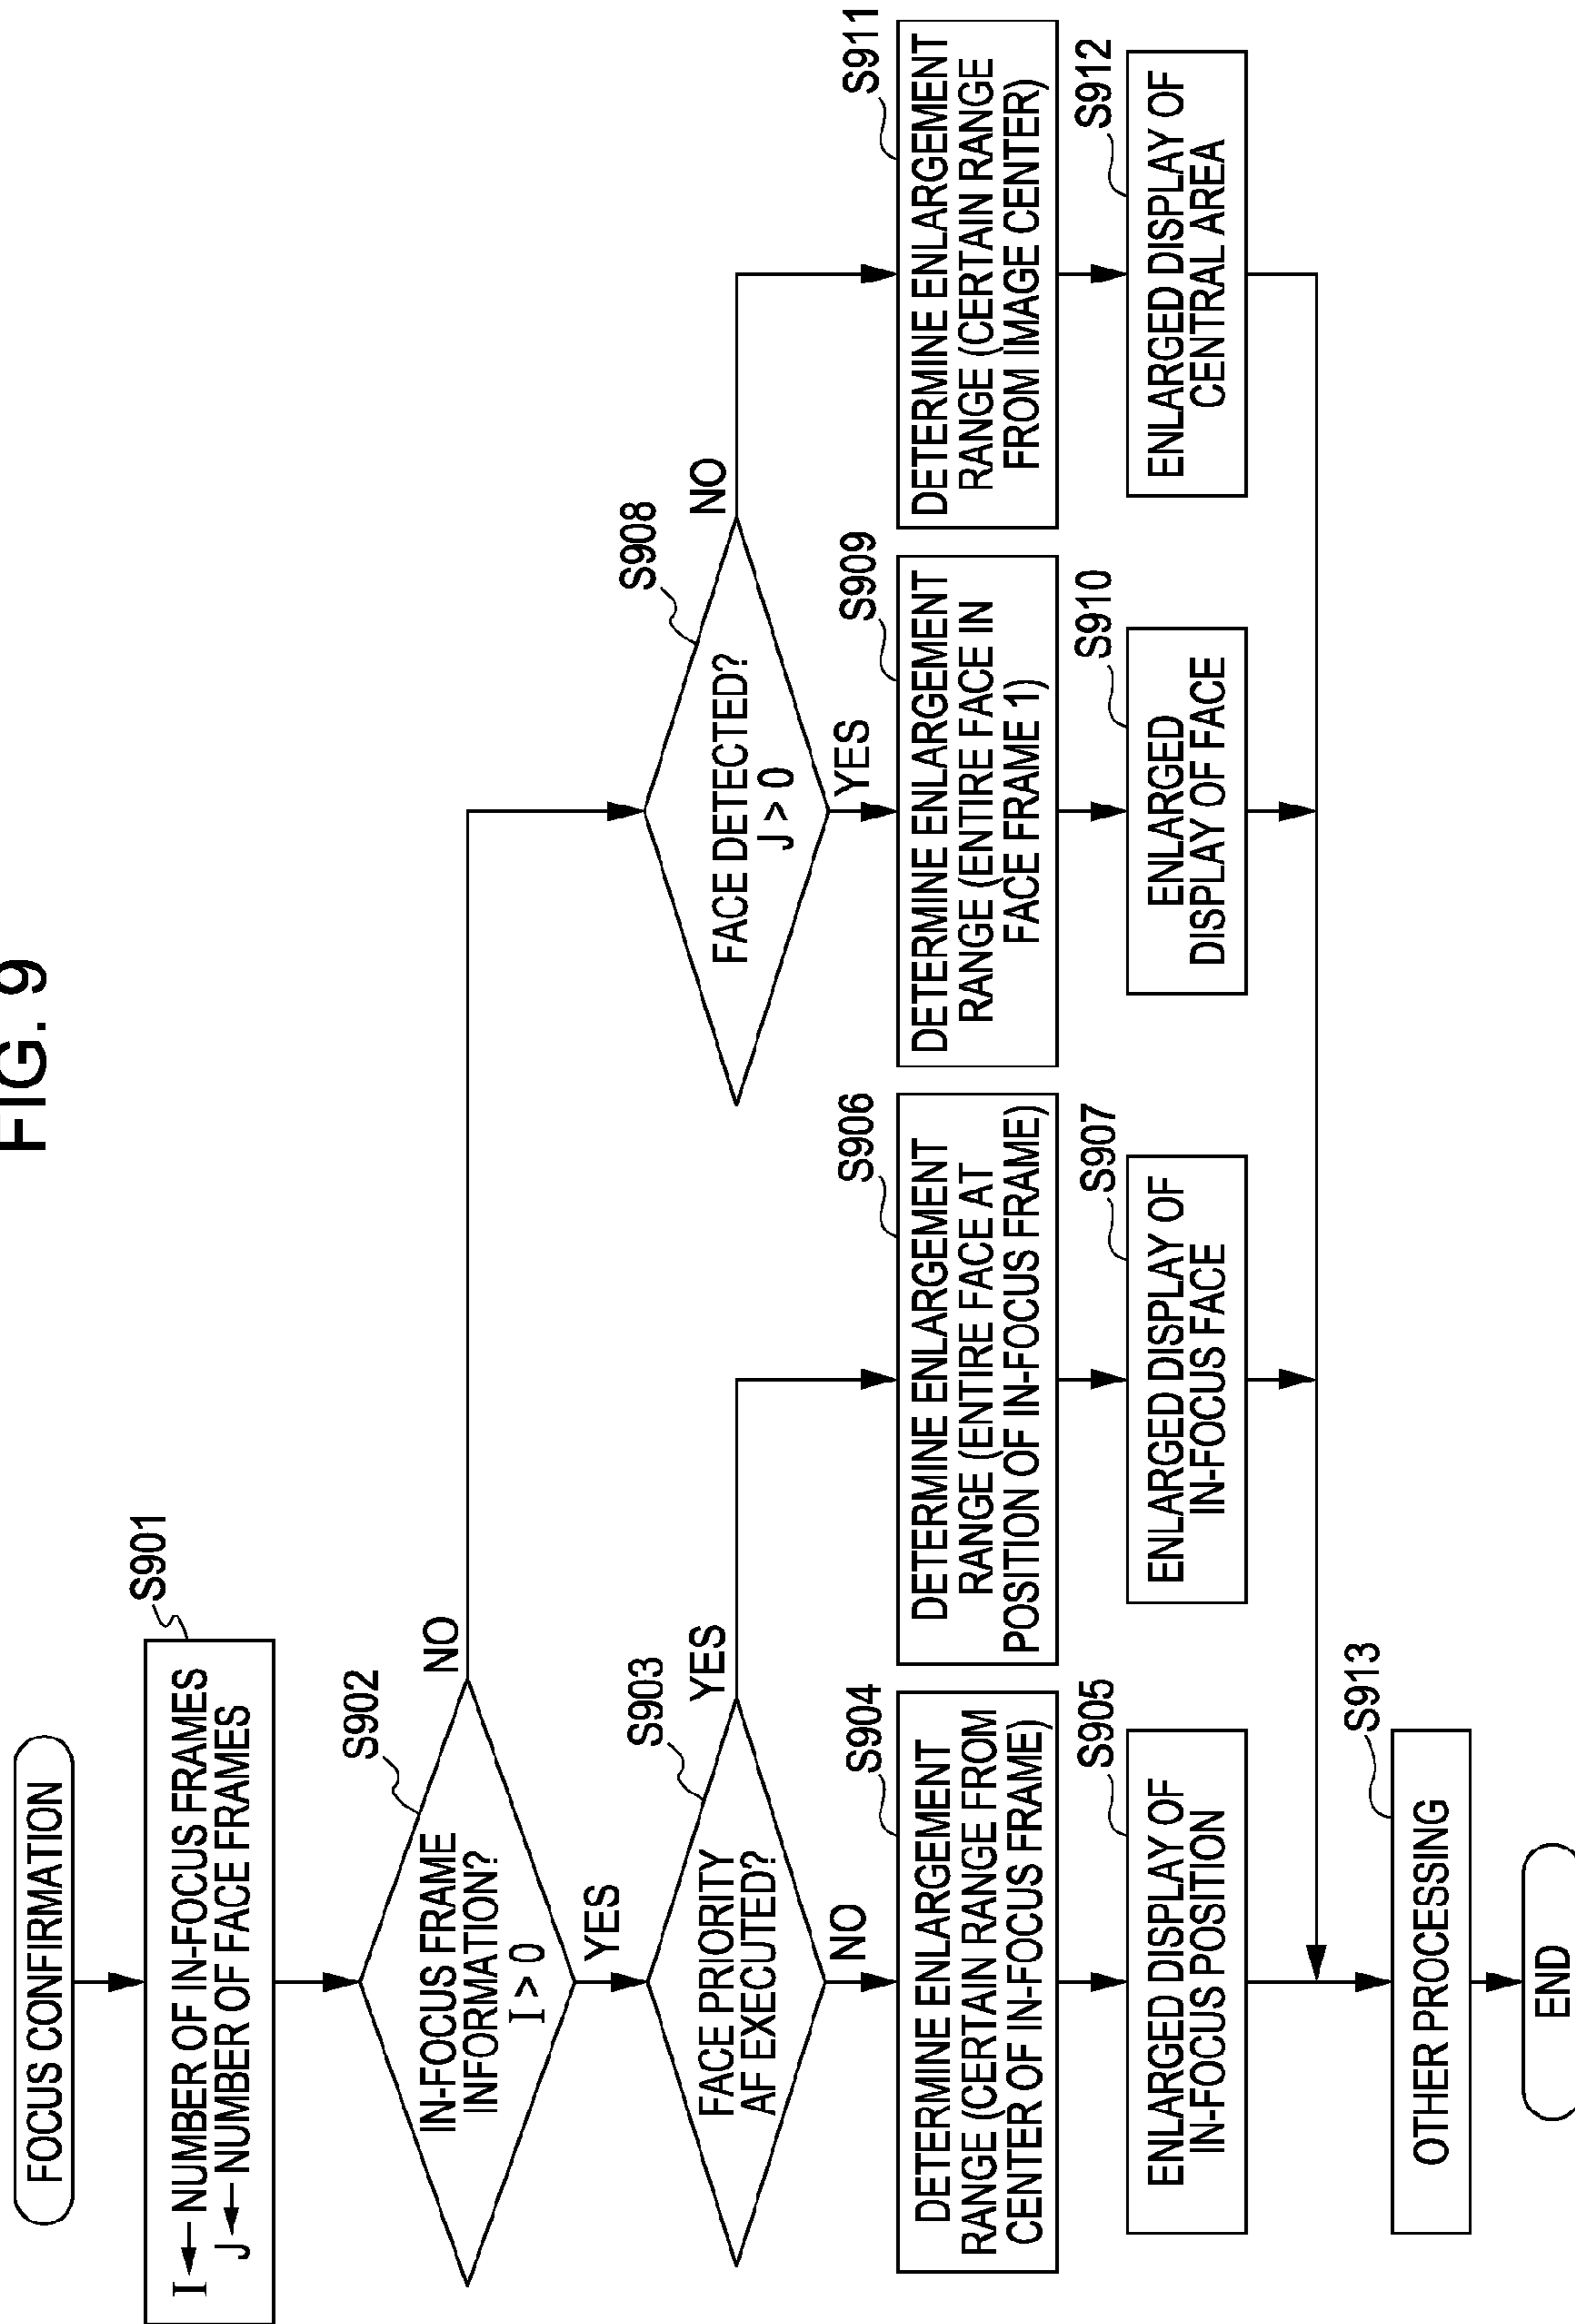 FIG. 9
FOCUS CONFIRMATION
S901
I ← NUMBER OF IN-FOCUS FRAMES
J ← NUMBER OF FACE FRAMES
S902
IN-FOCUS FRAME
INFORMATION?
I > 0
NO
YES
S903
FACE PRIORITY
AF EXECUTED?
YES
NO
S908
FACE DETECTED?
J > 0
NO
YES
S904
DETERMINE ENLARGEMENT
RANGE (CERTAIN RANGE FROM
CENTER OF IN-FOCUS FRAME)
S905
ENLARGED DISPLAY OF
IN-FOCUS POSITION
S906
DETERMINE ENLARGEMENT
RANGE (ENTIRE FACE AT
POSITION OF IN-FOCUS FRAME)
S907
ENLARGED DISPLAY OF
IN-FOCUS FACE
S909
DETERMINE ENLARGEMENT
RANGE (ENTIRE FACE IN
FACE FRAME 1)
S910
ENLARGED
DISPLAY OF FACE
S911
DETERMINE ENLARGEMENT
RANGE (CERTAIN RANGE
FROM IMAGE CENTER)
S912
ENLARGED DISPLAY OF
CENTRAL AREA
S913
OTHER PROCESSING
END